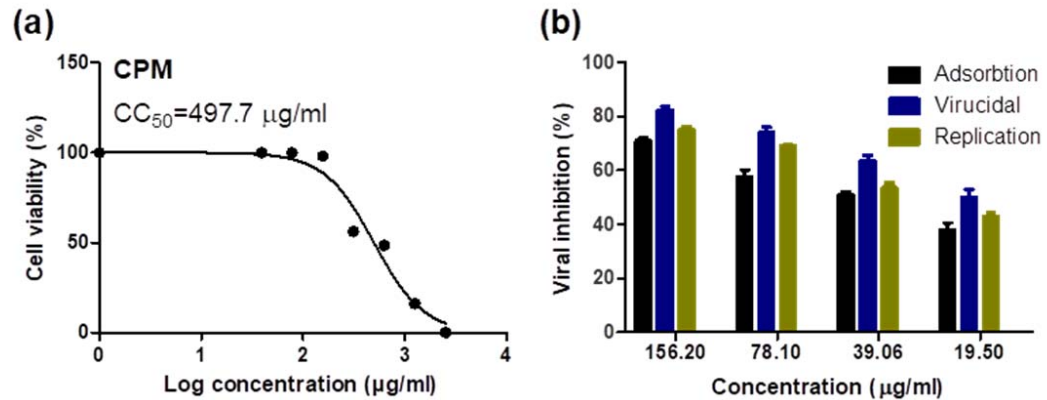 (a)
CPM
CC50=497.7 μg/ml
Cell viability (%)
150
100
50
0
0 1 2 3 4
Log concentration (μg/ml)
(b)
Adsorbtion
Virucidal
Replication
Viral inhibition (%)
100
80
60
40
20
0
156.20 78.10 39.06 19.50
Concentration (μg/ml)